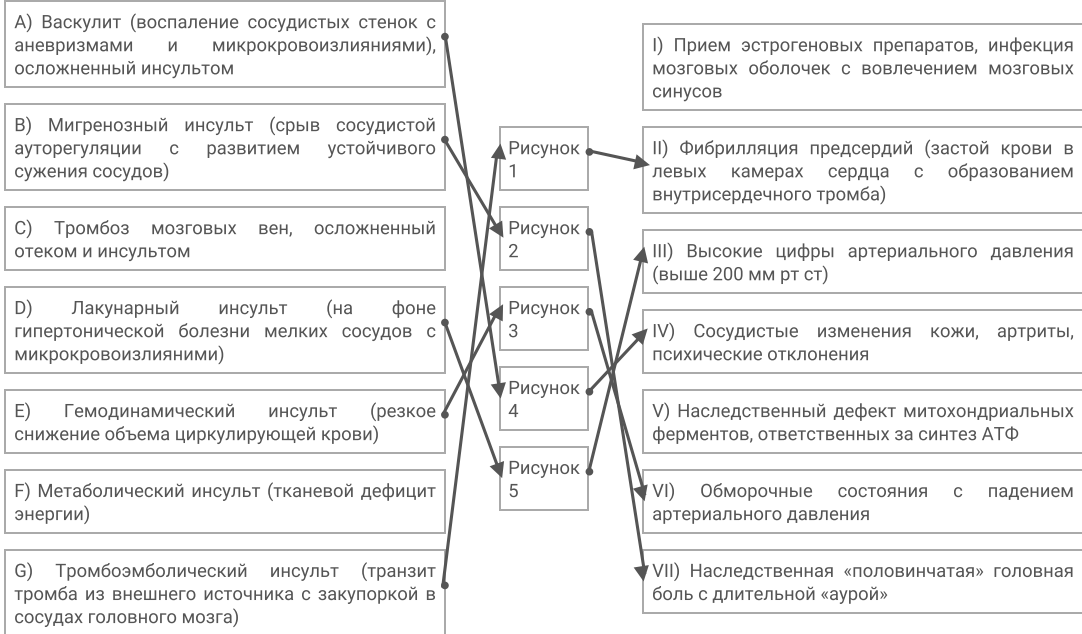 A) Васкулит (воспаление сосудистых стенок с
аневризмами и микрокровоизлияниями),
осложненный инсультом
B) Мигренозный инсульт (срыв сосудистой
ауторегуляции с развитием устойчивого
сужения сосудов)
C) Тромбоз мозговых вен, осложненный
отеком и инсультом
D) Лакунарный инсульт (на фоне
гипертонической болезни мелких сосудов с
микрокровоизлияними)
E) Гемодинамический инсульт (резкое
снижение объема циркулирующей крови)
F) Метаболический инсульт (тканевой дефицит
энергии)
G) Тромбоэмболический инсульт (транзит
тромба из внешнего источника с закупоркой в
сосудах головного мозга)
Рисунок
1
Рисунок
2
Рисунок
3
Рисунок
4
Рисунок
5
I) Прием эстрогеновых препаратов, инфекция
мозговых оболочек с вовлечением мозговых
синусов
II) Фибрилляция предсердий (застой крови в
левых камерах сердца с образованием
внутрисердечного тромба)
III) Высокие цифры артериального давления
(выше 200 мм рт ст)
IV) Сосудистые изменения кожи, артриты,
психические отклонения
V) Наследственный дефект митохондриальных
ферментов, ответственных за синтез АТФ
VI) Обморочные состояния с падением
артериального давления
VII) Наследственная «половинчатая» головная
боль с длительной «аурой»